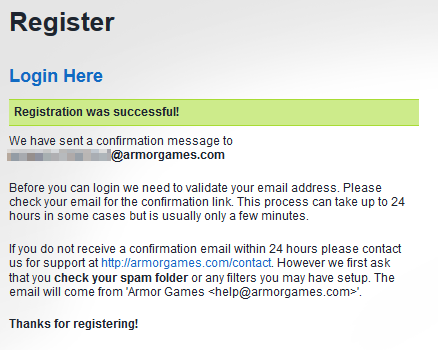 Register
Login Here
Registration was successful!
We have sent a confirmation message to
@armorgames.com
Before you can login we need to validate your email address. Please
check your email for the confirmation link. This process can take up to 24
hours in some cases but is usually only a few minutes.
If you do not receive a confirmation email within 24 hours please contact
us for support at http://armorgames.com/contact. However we first ask
that you check your spam folder or any filters you may have setup. The
email will come from 'Armor Games <help@armorgames.com>'.
Thanks for registering!